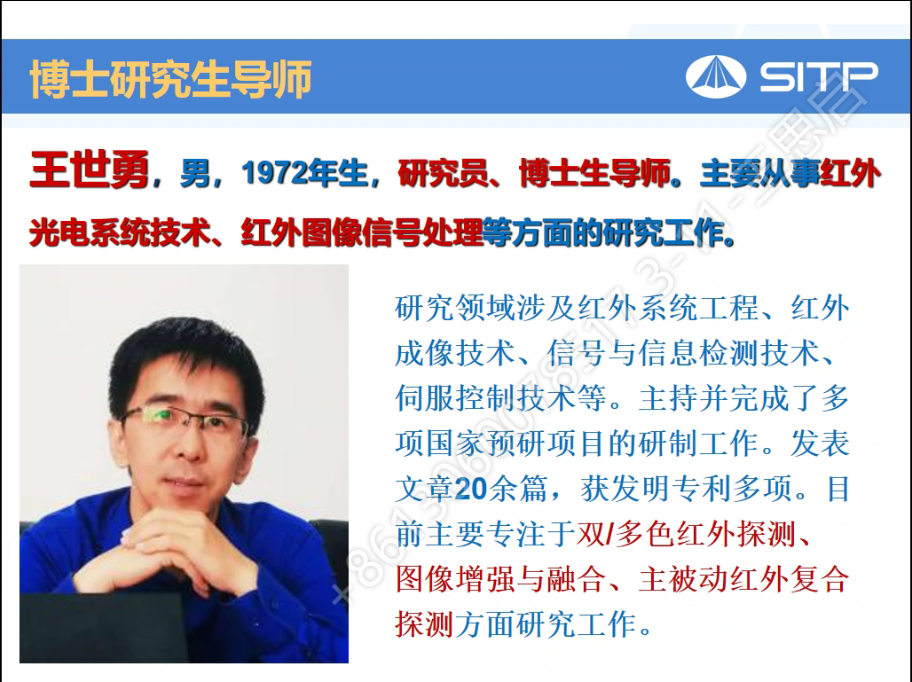 博士研究生导师
SITP
王世勇，男，1972年生，研究员、博士生导师。主要从事红外
光电系统技术、红外图像信号处理等方面的研究工作。
研究领域涉及红外系统工程、红外
成像技术、信号与信息检测技术、
伺服控制技术等。主持并完成了多
项国家预研项目的研制工作。发表
文章20余篇，获发明专利多项。目
前主要专注于双/多色红外探测、
图像增强与融合、主被动红外复合
探测方面研究工作。